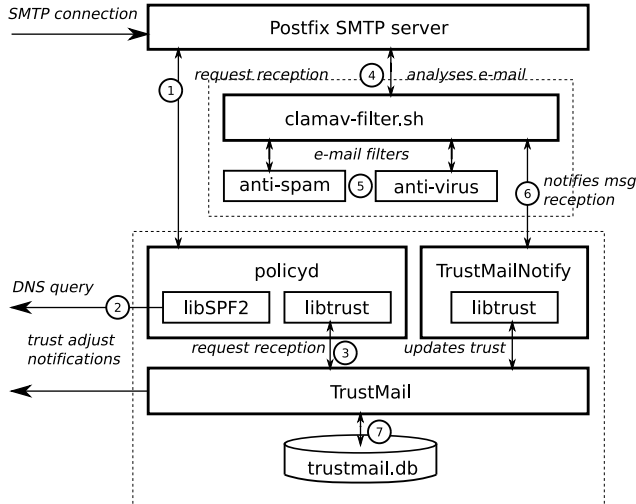 SMTP connection
Postfix SMTP server
request reception
4
analyses e-mail
1
clamav-filter.sh
e-mail filters
anti-spam
5
anti-virus
6
notifies msg
reception
policyd
TrustMailNotify
DNS query
2
libSPF2
libtrust
libtrust
trust adjust
notifications
request reception
3
updates trust
TrustMail
7
trustmail.db